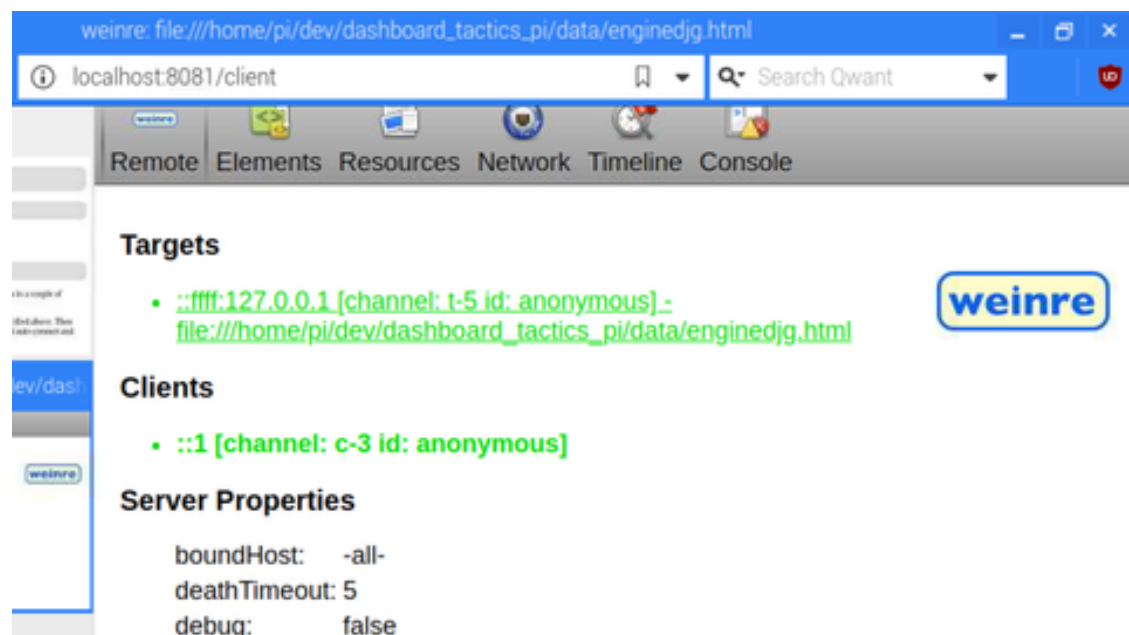 weinre: file:///home/pi/dev/dashboard_tactics_pi/data/enginedjg.html
localhost:8081/client
Search Qwant
weinre
Remote Elements Resources Network Timeline Console
Targets
::ffff:127.0.0.1 [channel: t-5 id: anonymous] -
file:///home/pi/dev/dashboard_tactics_pi/data/enginedjg.html
weinre
Clients
ev/dash
::1 [channel: c-3 id: anonymous]
weinre
Server Properties
boundHost: -all-
deathTimeout: 5
debug: false